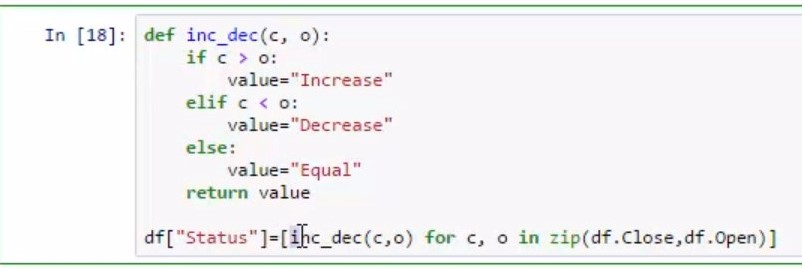 In [18]: def inc_dec(c, o):
    if c > o:
        value="Increase"
    elif c < o:
        value="Decrease"
    else:
        value="Equal"
    return value

df["Status"]=[inc_dec(c,o) for c, o in zip(df.Close,df.Open)]